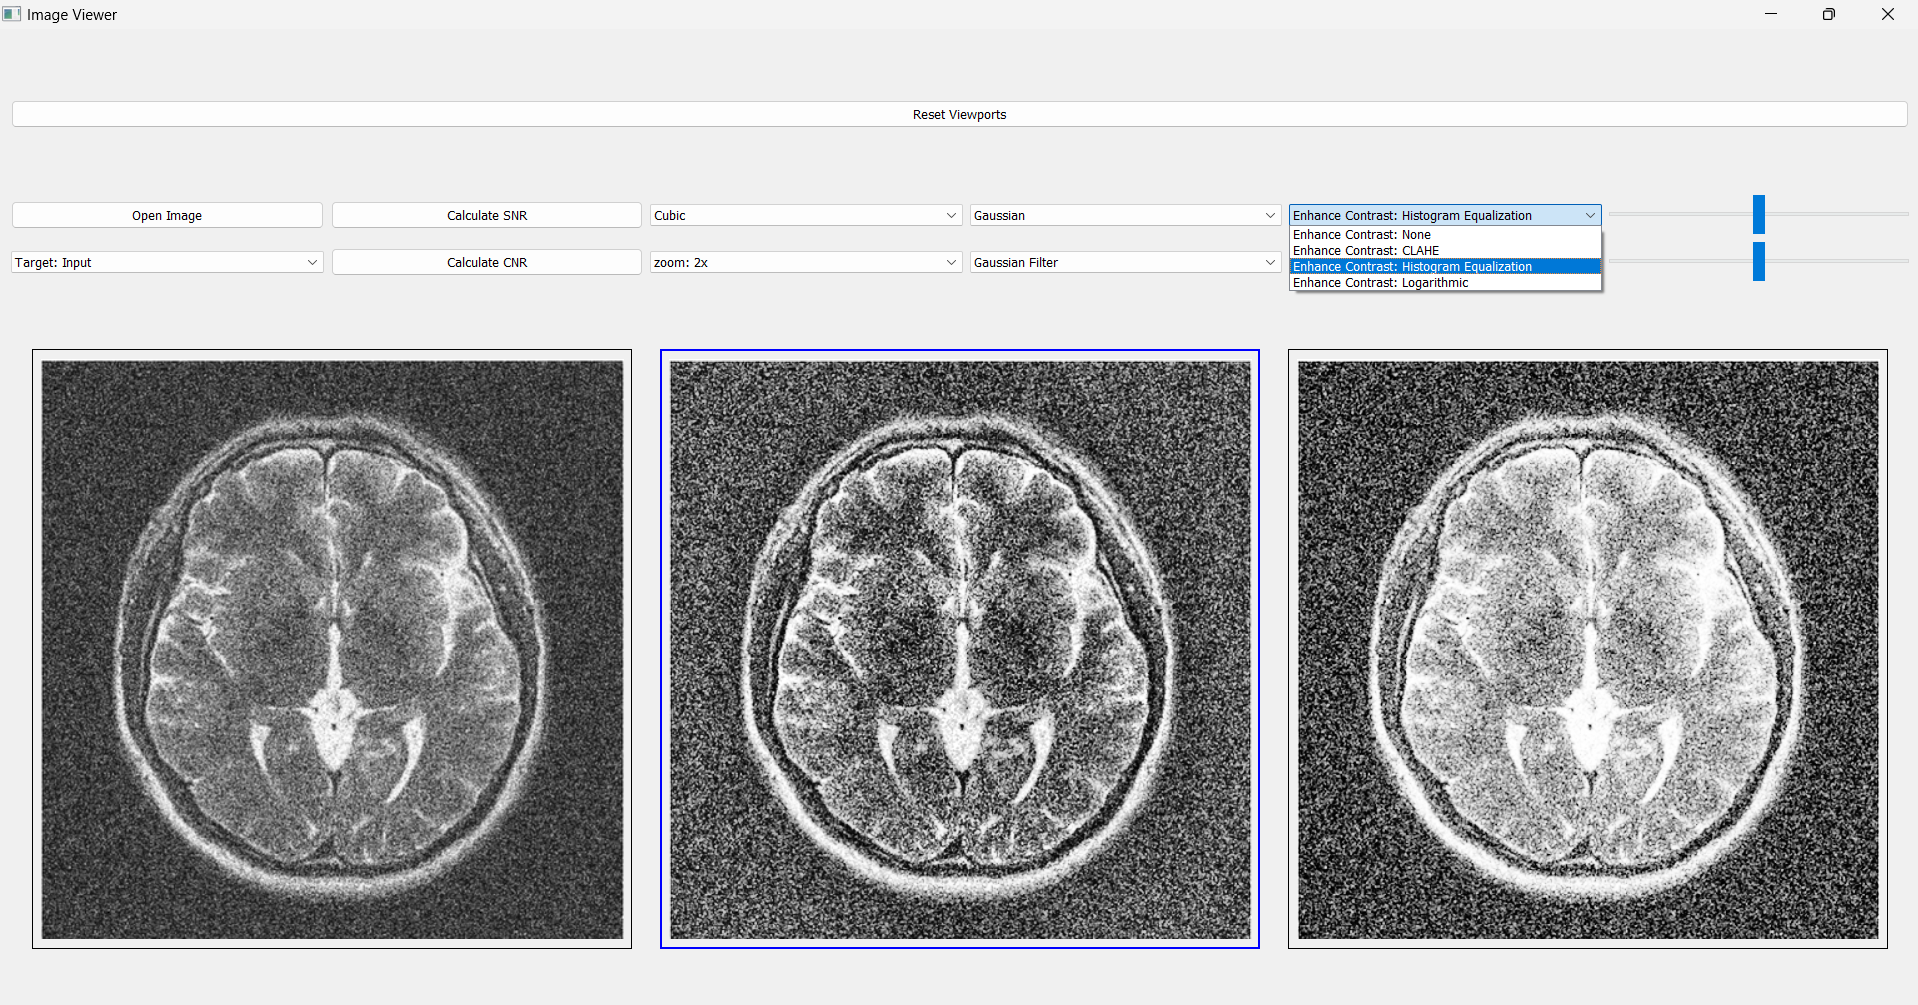 Image Viewer
Reset Viewports
Open Image
Calculate SNR
Cubic
Gaussian
Enhance Contrast: Histogram Equalization
Enhance Contrast: None
Enhance Contrast: CLAHE
Enhance Contrast: Histogram Equalization
Enhance Contrast: Logarithmic
Target: Input
Calculate CNR
zoom: 2x
Gaussian Filter